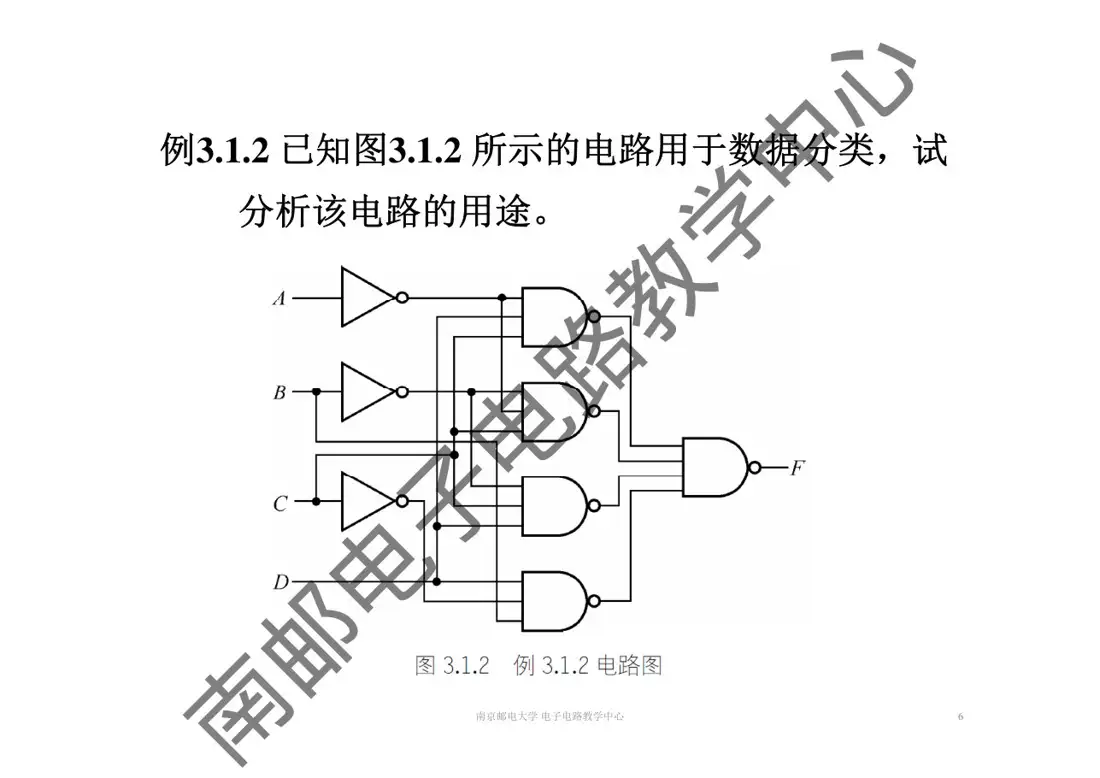 例3.1.2 已知图3.1.2 所示的电路用于数据分类，试
分析该电路的用途。
A
B
C
D
F
图 3.1.2 例 3.1.2 电路图
南京邮电大学 电子电路教学中心
6
南邮电子电路教学中心